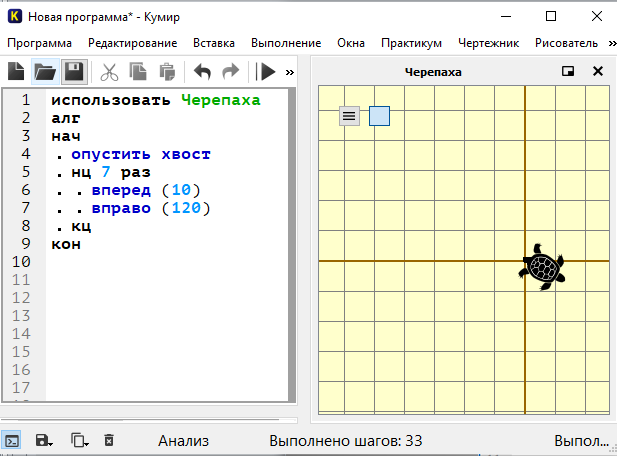 Новая программа* - Кумир
Программа Редактирование Вставка Выполнение Окна Практикум Чертежник Рисователь »
»
Черепаха
1 использовать Черепаха
2 алг
3 нач
4 . опустить хвост
5 . нц 7 раз
6 . . вперед (10)
7 . . вправо (120)
8 . кц
9 кон
10
11
12
13
14
15
16
17
Анализ Выполнено шагов: 33 Выпол...